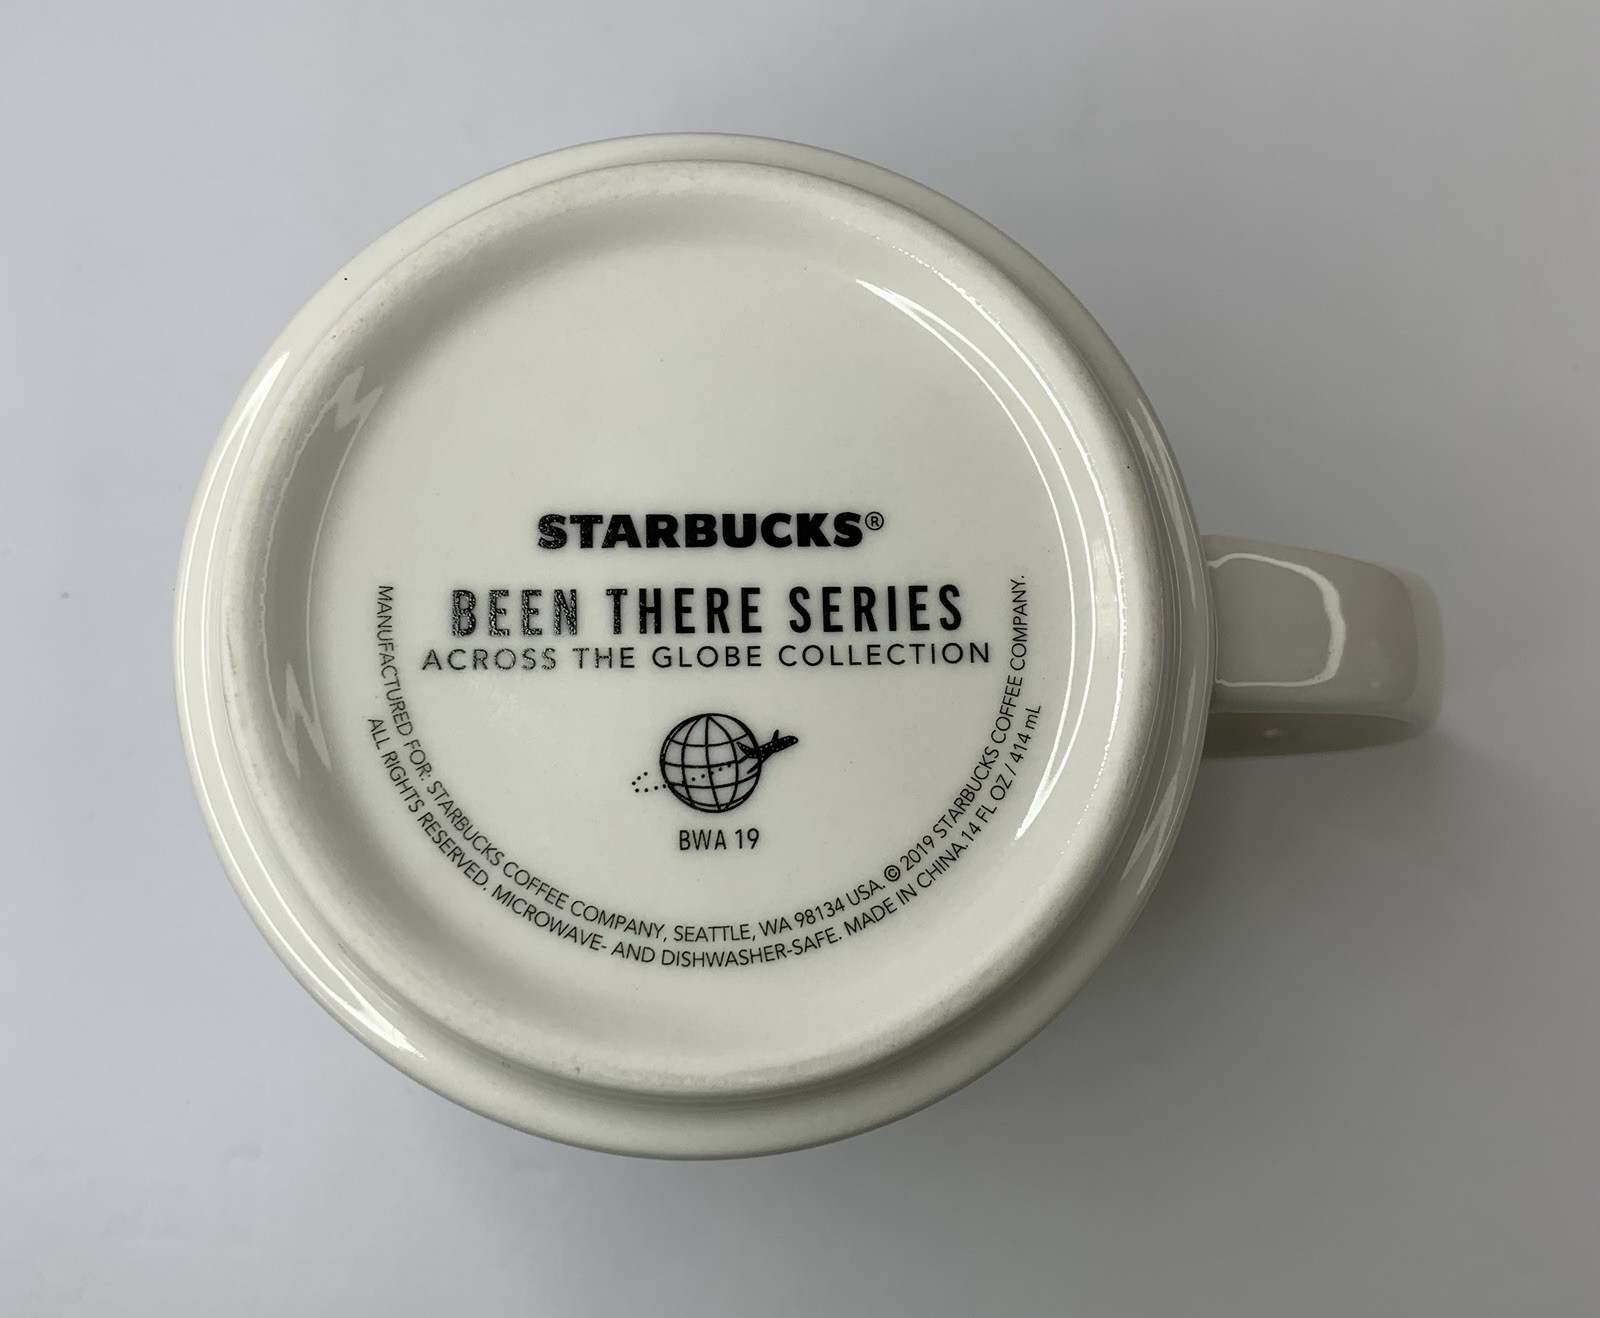 STARBUCKS®
BEEN THERE SERIES
ACROSS THE GLOBE COLLECTION
BWA 19
MANUFACTURED FOR: STARBUCKS COFFEE COMPANY, SEATTLE, WA 98134 USA. © 2019 STARBUCKS COFFEE COMPANY.
ALL RIGHTS RESERVED. MICROWAVE- AND DISHWASHER-SAFE. MADE IN CHINA. 14 FL OZ / 414 mL